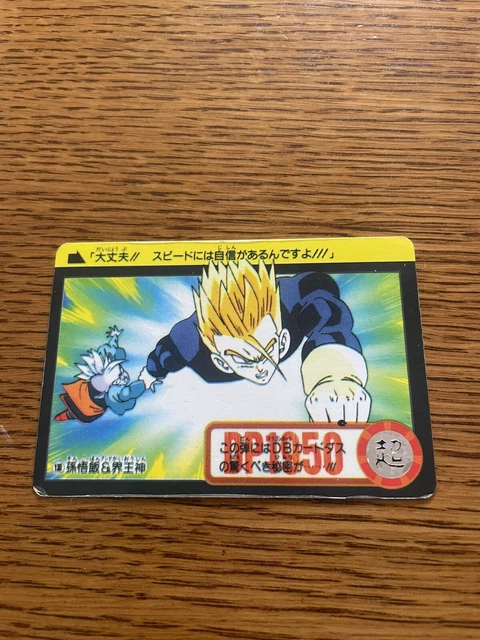 「大丈夫!! スピードには自信があるんですよ!!!」
孫悟飯&界王神
この弾にはDBカードダス
の驚くべき秘密が……!!
超